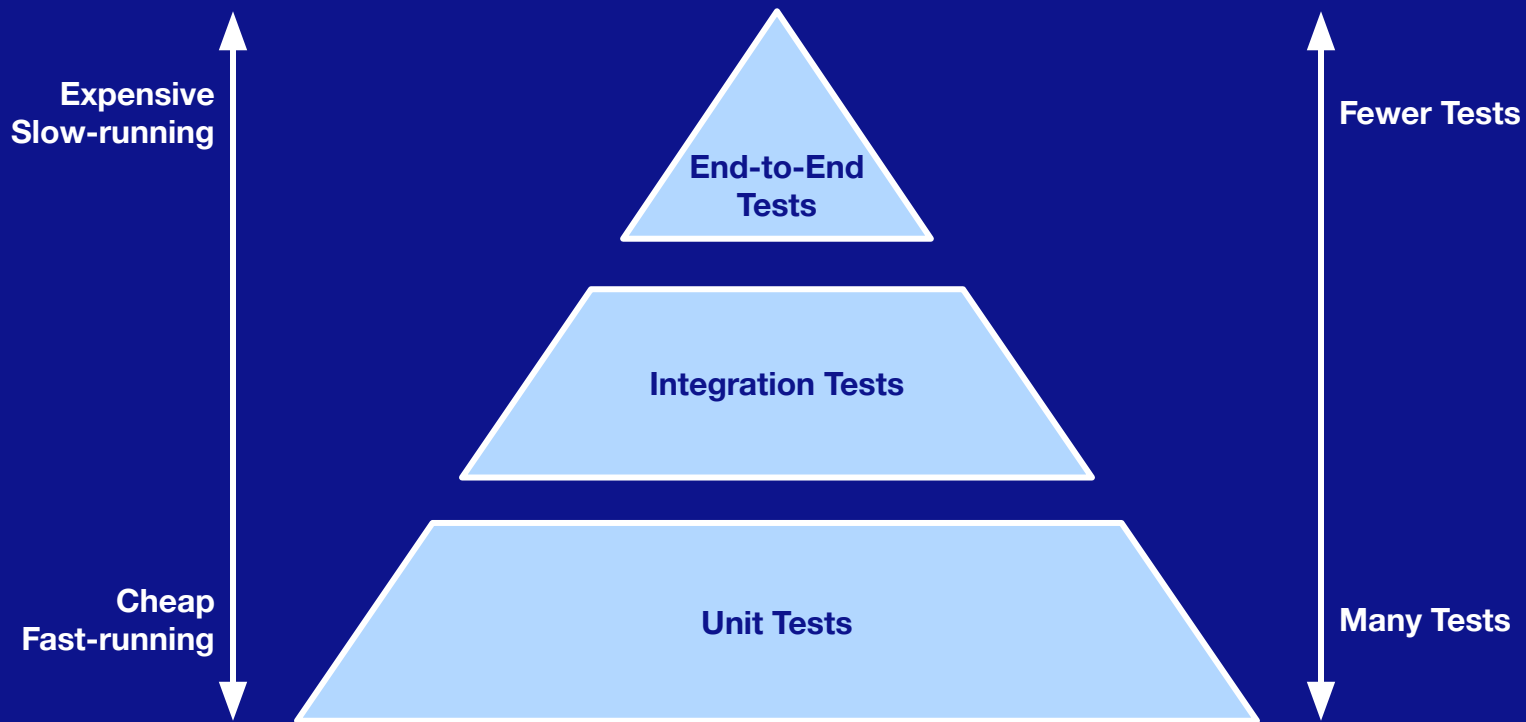 Expensive
Slow-running
Fewer Tests
End-to-End
Tests
Integration Tests
Cheap
Fast-running
Unit Tests
Many Tests